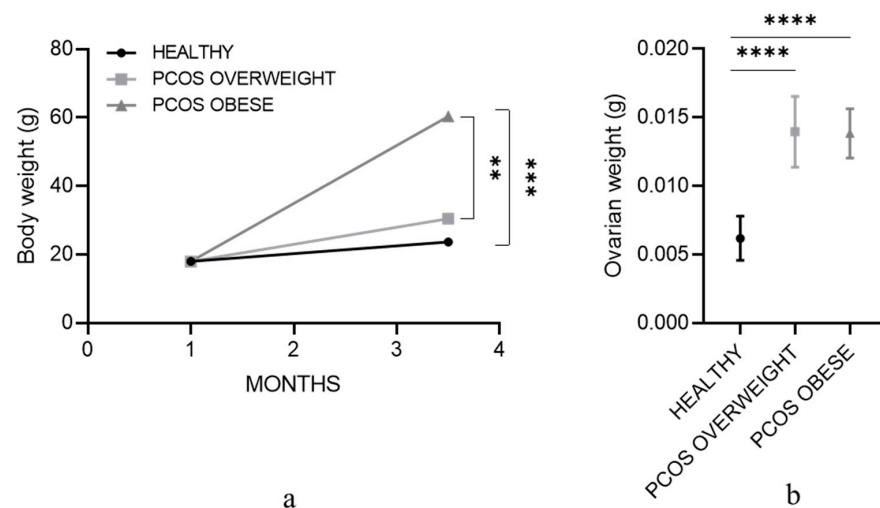 HEALTHY
PCOS OVERWEIGHT
PCOS OBESE
Body weight (g)
80
60
40
20
0
0 1 2 3 4
MONTHS
**
***
a
****
****
Ovarian weight (g)
0.020
0.015
0.010
0.005
0.000
HEALTHY
PCOS OVERWEIGHT
PCOS OBESE
b